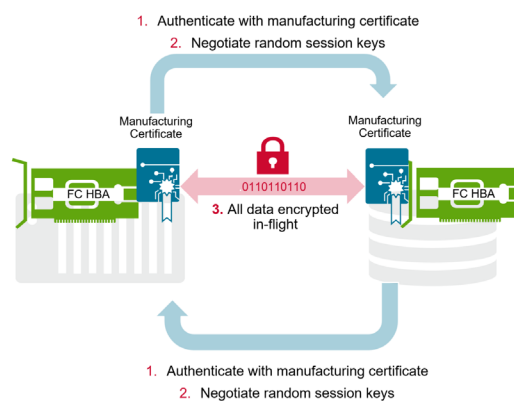 1. Authenticate with manufacturing certificate
2. Negotiate random session keys
Manufacturing
Certificate
Manufacturing
Certificate
FC HBA
0110110110
FC HBA
3. All data encrypted
in-flight
1. Authenticate with manufacturing certificate
2. Negotiate random session keys